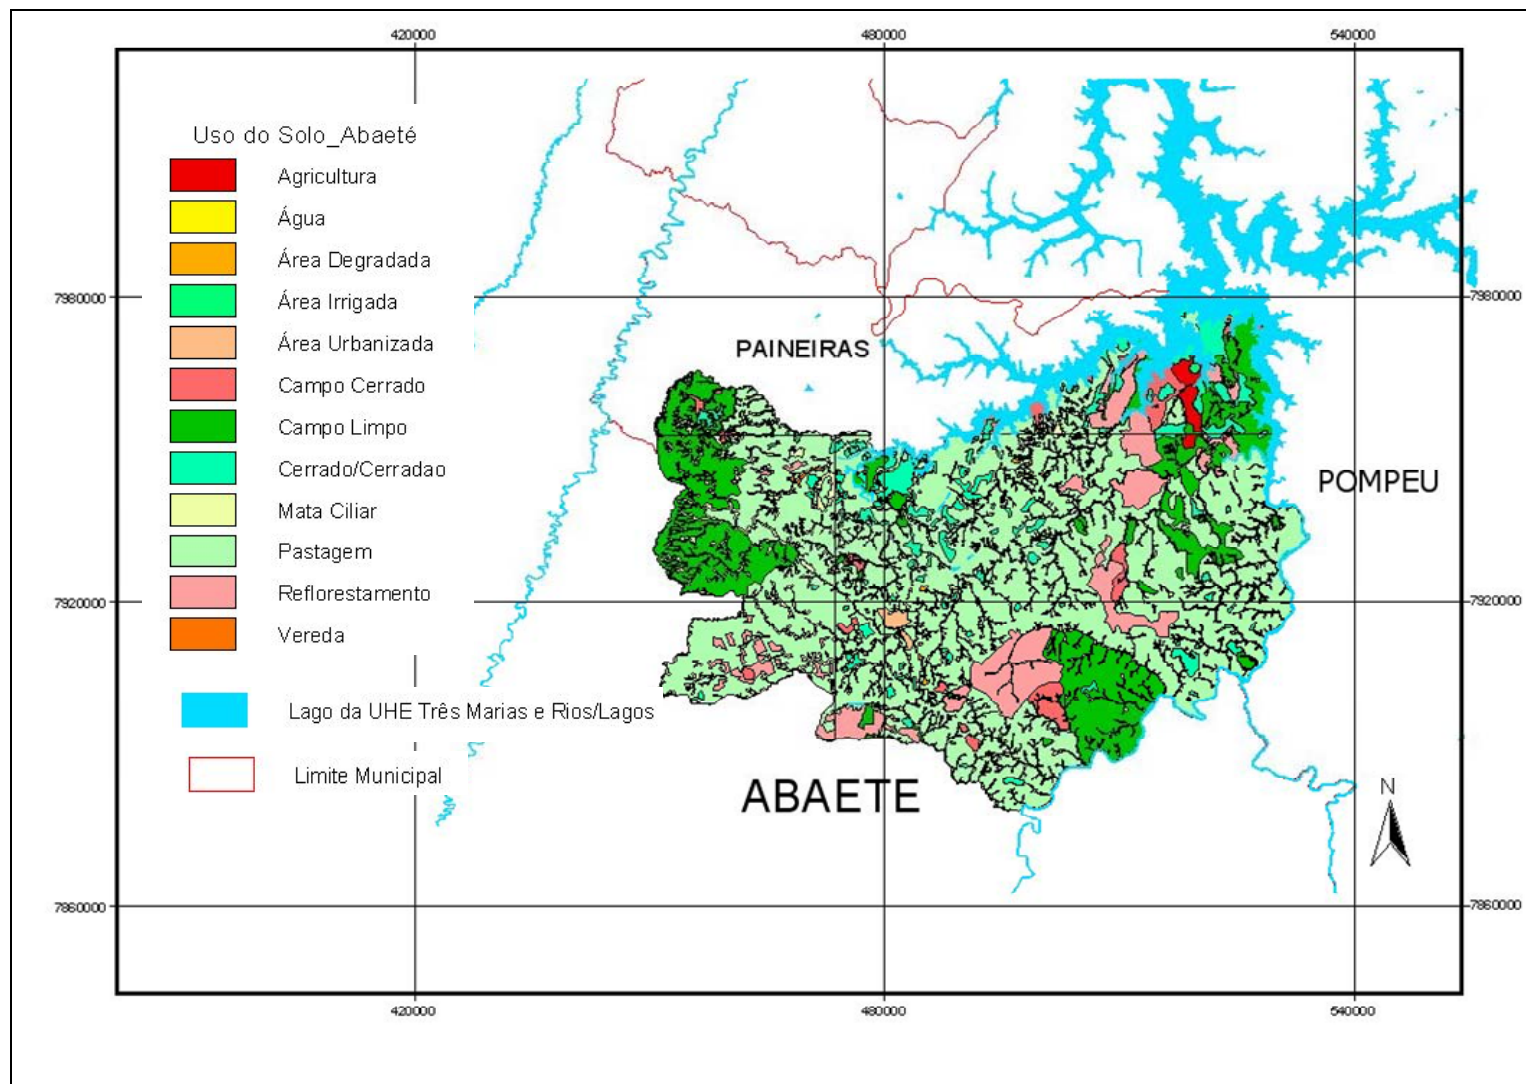 420000
480000
540000
Uso do Solo_Abaeté
Agricultura
Água
Área Degradada
Área Irrigada
Área Urbanizada
Campo Cerrado
Campo Limpo
Cerrado/Cerradao
Mata Ciliar
Pastagem
Reflorestamento
Vereda
Lago da UHE Três Marias e Rios/Lagos
Limite Municipal
7980000
7980000
PAINEIRAS
POMPEU
7920000
7920000
ABAETE
N
7860000
7860000
420000
480000
540000